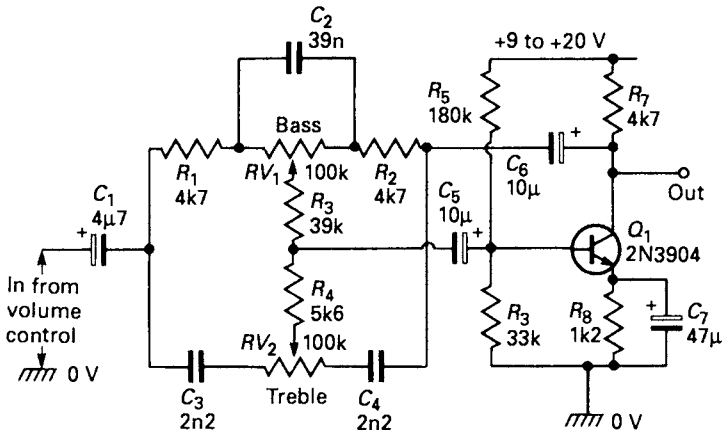 C2
39n
+9 to +20 V
R5
180k
R7
4k7
Bass
R1
4k7
RV1
100k
R2
4k7
C6
10µ
+
C1
4µ7
+
R3
39k
C5
10µ
+
Out
Q1
2N3904
In from
volume
control
0 V
R4
5k6
RV2
100k
R3
33k
R8
1k2
+
C7
47µ
C3
2n2
Treble
C4
2n2
0 V